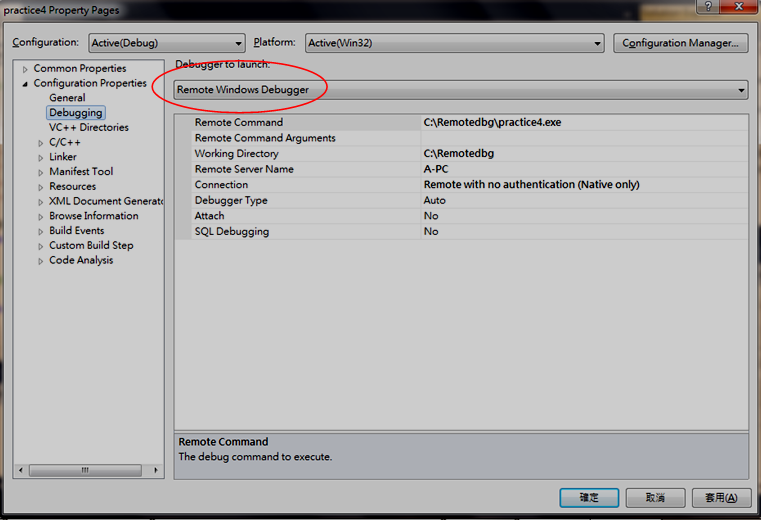 practice4 Property Pages
Configuration: Active(Debug) Platform: Active(Win32) Configuration Manager...
Common Properties
Configuration Properties
General
Debugging
VC++ Directories
C/C++
Linker
Manifest Tool
Resources
XML Document Generato
Browse Information
Build Events
Custom Build Step
Code Analysis
Debugger to launch:
Remote Windows Debugger
Remote Command C:\Remotedbg\practice4.exe
Remote Command Arguments
Working Directory C:\Remotedbg
Remote Server Name A-PC
Connection Remote with no authentication (Native only)
Debugger Type Auto
Attach No
SQL Debugging No
Remote Command
The debug command to execute.
確定 取消 套用(A)